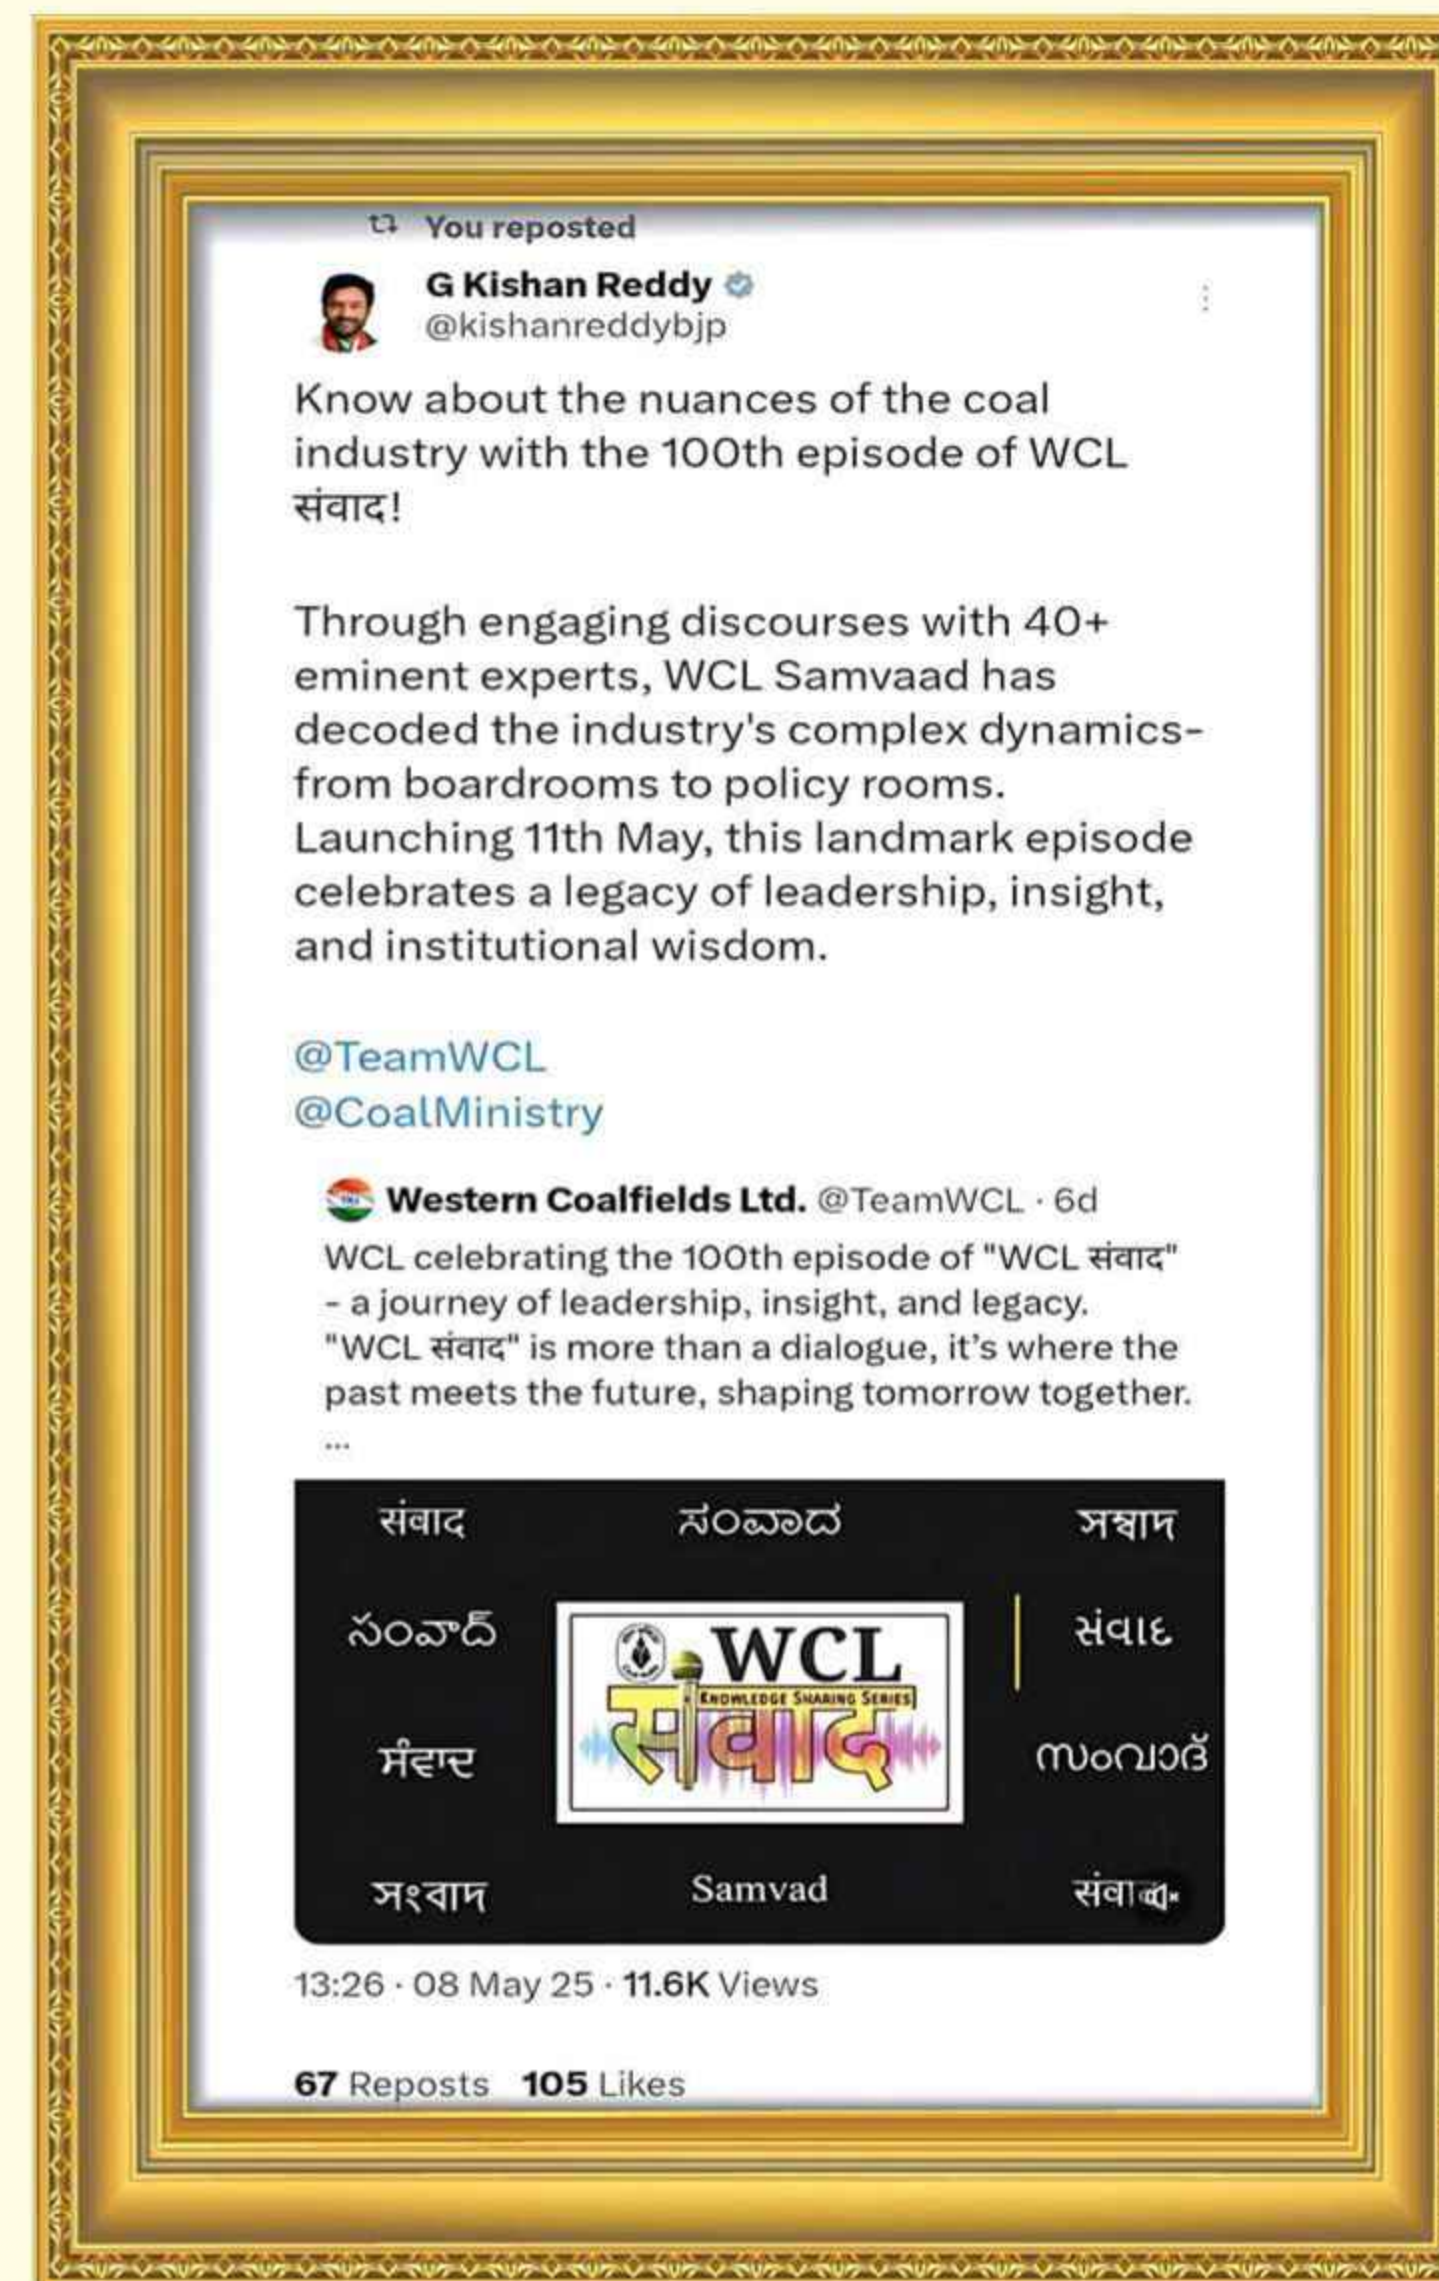 You reposted
G Kishan Reddy
@kishanreddybjp
Know about the nuances of the coal
industry with the 100th episode of WCL
संवाद!
Through engaging discourses with 40+
eminent experts, WCL Samvaad has
decoded the industry's complex dynamics-
from boardrooms to policy rooms.
Launching 11th May, this landmark episode
celebrates a legacy of leadership, insight,
and institutional wisdom.
@TeamWCL
@CoalMinistry
Western Coalfields Ltd. @TeamWCL · 6d
WCL celebrating the 100th episode of "WCL संवाद"
- a journey of leadership, insight, and legacy.
"WCL संवाद" is more than a dialogue, it’s where the
past meets the future, shaping tomorrow together.
...
संवाद ಸಂವಾದ সম্বাদ
సంవాద్ સંવાદ
WCL
KNOWLEDGE SHARING SERIES
संवाद
ਸੰਵਾਦ സംവാദ്
সংবাদ Samvad
13:26 · 08 May 25 · 11.6K Views
67 Reposts 105 Likes